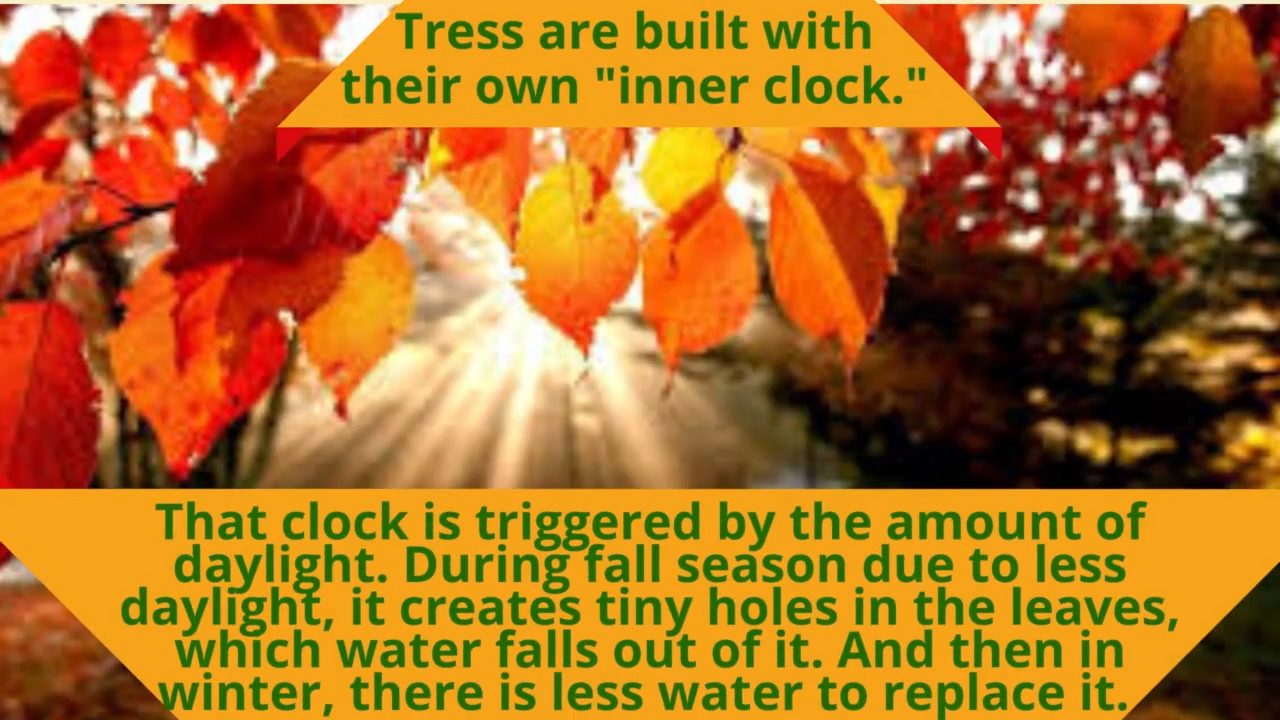 Tress are built with
their own "inner clock."
That clock is triggered by the amount of
daylight. During fall season due to less
daylight, it creates tiny holes in the leaves,
which water falls out of it. And then in
winter, there is less water to replace it.